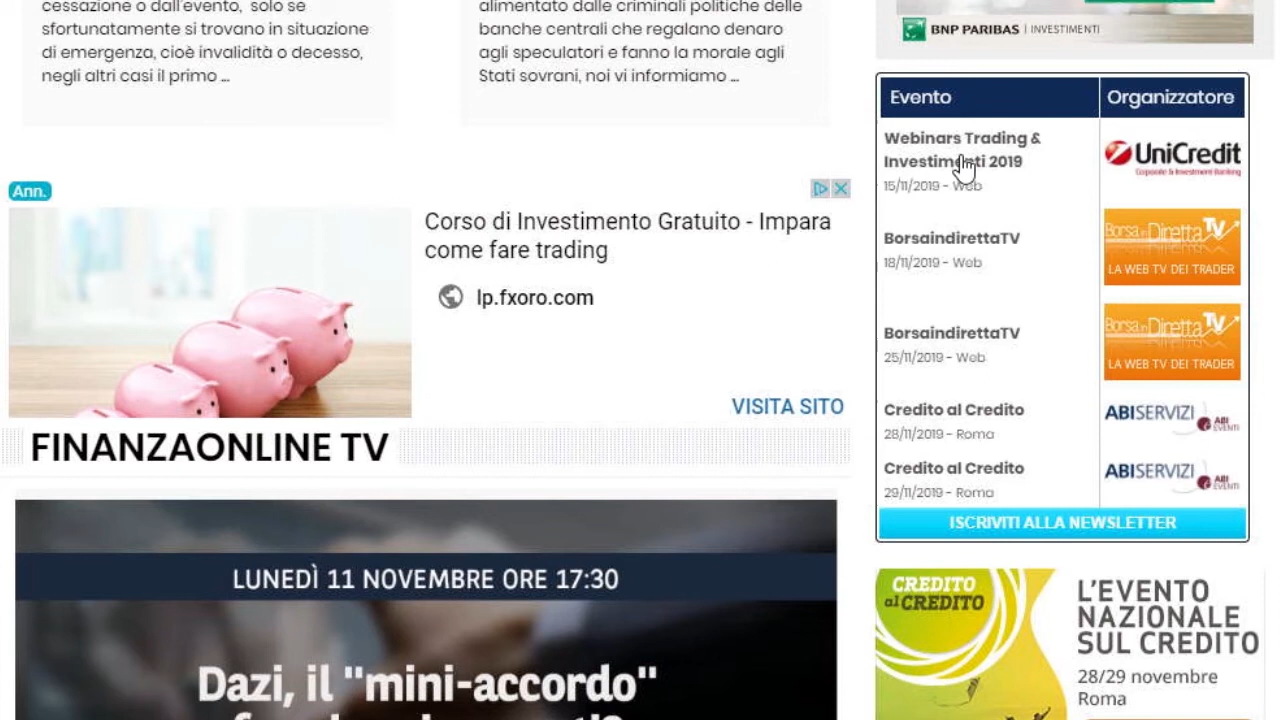 cessazione o dall'evento, solo se
sfortunatamente si trovano in situazione
di emergenza, cioè invalidità o decesso,
negli altri casi il primo ...
alimentato dalle criminali politiche delle
banche centrali che regalano denaro
agli speculatori e fanno la morale agli
Stati sovrani, noi vi informiamo ...
BNP PARIBAS | INVESTIMENTI
Evento
Organizzatore
Webinars Trading &
Investimenti 2019
15/11/2019 - Web
UniCredit
Corporate & Investment Banking
BorsaindirettaTV
18/11/2019 - Web
Borsa in Diretta TV
LA WEB TV DEI TRADER
BorsaindirettaTV
25/11/2019 - Web
Borsa in Diretta TV
LA WEB TV DEI TRADER
Credito al Credito
28/11/2019 - Roma
ABISERVIZI
ABI
EVENTI
Credito al Credito
29/11/2019 - Roma
ABISERVIZI
ABI
EVENTI
ISCRIVITI ALLA NEWSLETTER
Ann.
Corso di Investimento Gratuito - Impara
come fare trading
lp.fxoro.com
VISITA SITO
FINANZAONLINE TV
LUNEDÌ 11 NOVEMBRE ORE 17:30
Dazi, il "mini-accordo"
CREDITO
al CREDITO
L'EVENTO
NAZIONALE
SUL CREDITO
28/29 novembre
Roma